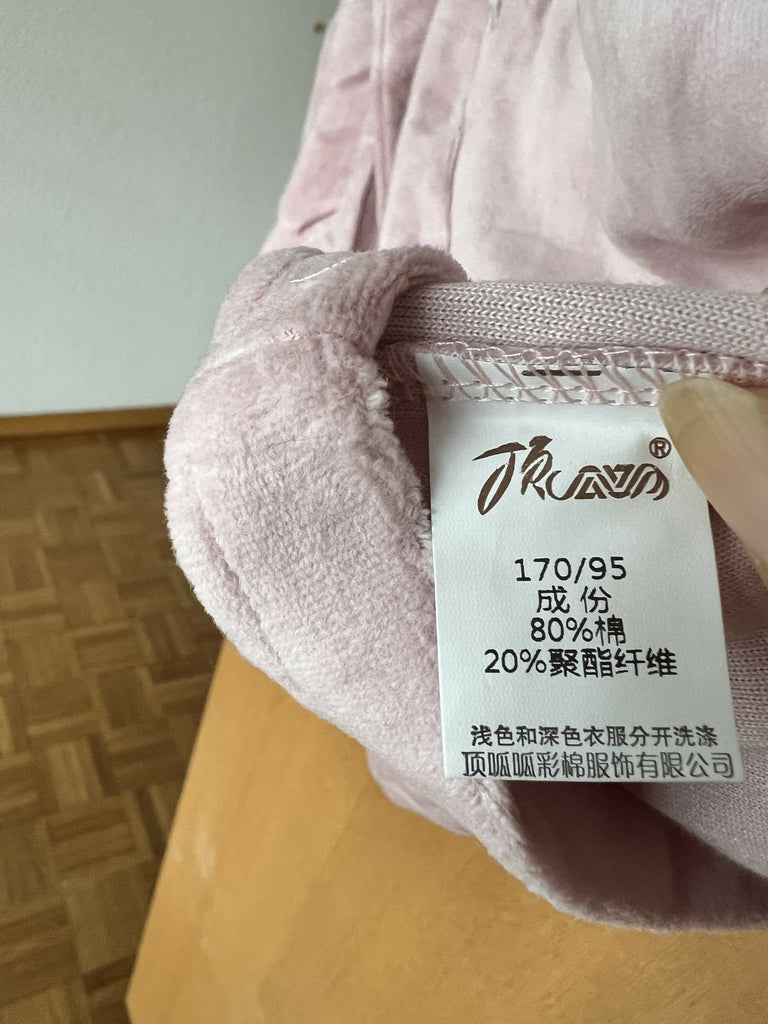 顶呱呱®
170/95
成份
80%棉
20%聚酯纤维
浅色和深色衣服分开洗涤
顶呱呱彩棉服饰有限公司